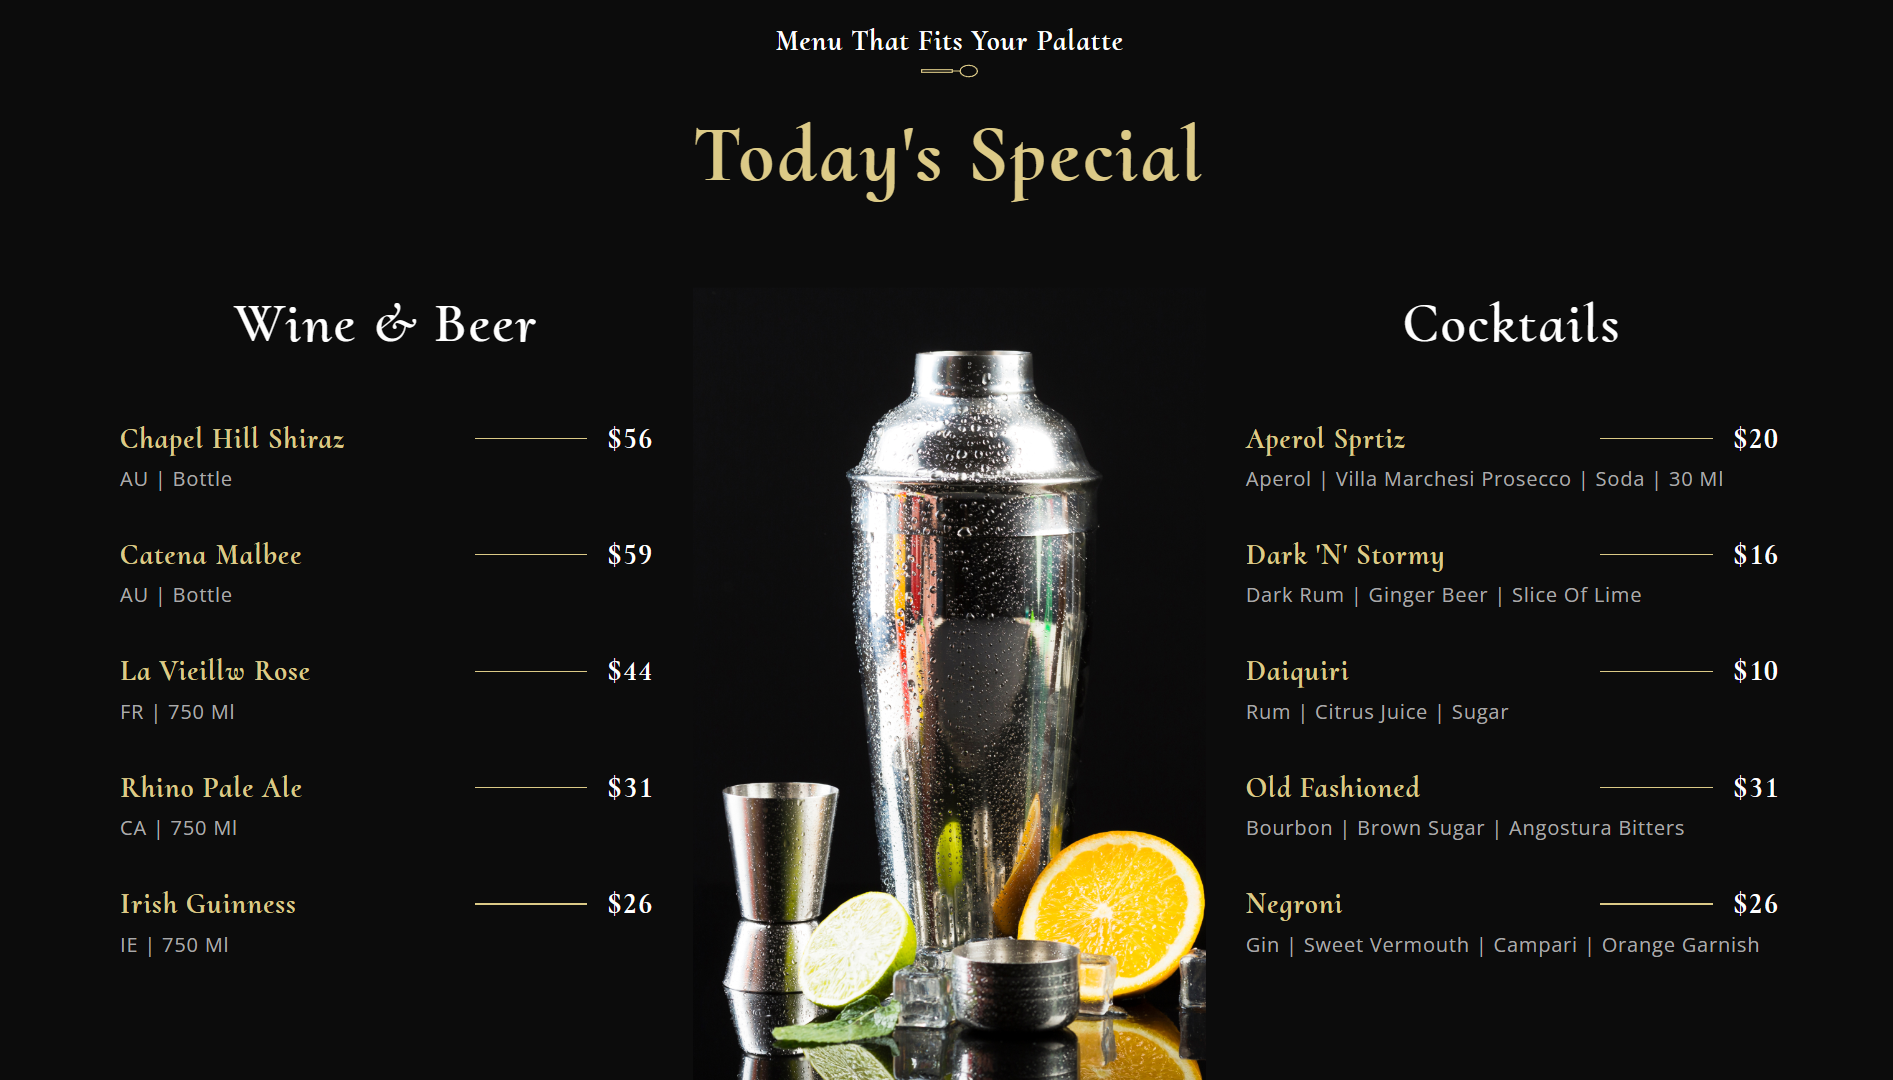 Menu That Fits Your Palatte
Today's Special
Wine & Beer
Chapel Hill Shiraz $56
AU | Bottle
Catena Malbee $59
AU | Bottle
La Vieillw Rose $44
FR | 750 Ml
Rhino Pale Ale $31
CA | 750 Ml
Irish Guinness $26
IE | 750 Ml
Cocktails
Aperol Sprtiz $20
Aperol | Villa Marchesi Prosecco | Soda | 30 Ml
Dark 'N' Stormy $16
Dark Rum | Ginger Beer | Slice Of Lime
Daiquiri $10
Rum | Citrus Juice | Sugar
Old Fashioned $31
Bourbon | Brown Sugar | Angostura Bitters
Negroni $26
Gin | Sweet Vermouth | Campari | Orange Garnish